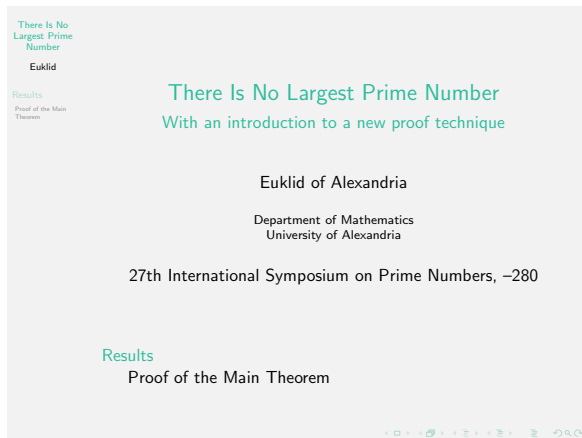 There Is No
Largest Prime
Number
Euklid
Results
Proof of the Main
Theorem
There Is No Largest Prime Number
With an introduction to a new proof technique
Euklid of Alexandria
Department of Mathematics
University of Alexandria
27th International Symposium on Prime Numbers, –280
Results
Proof of the Main Theorem